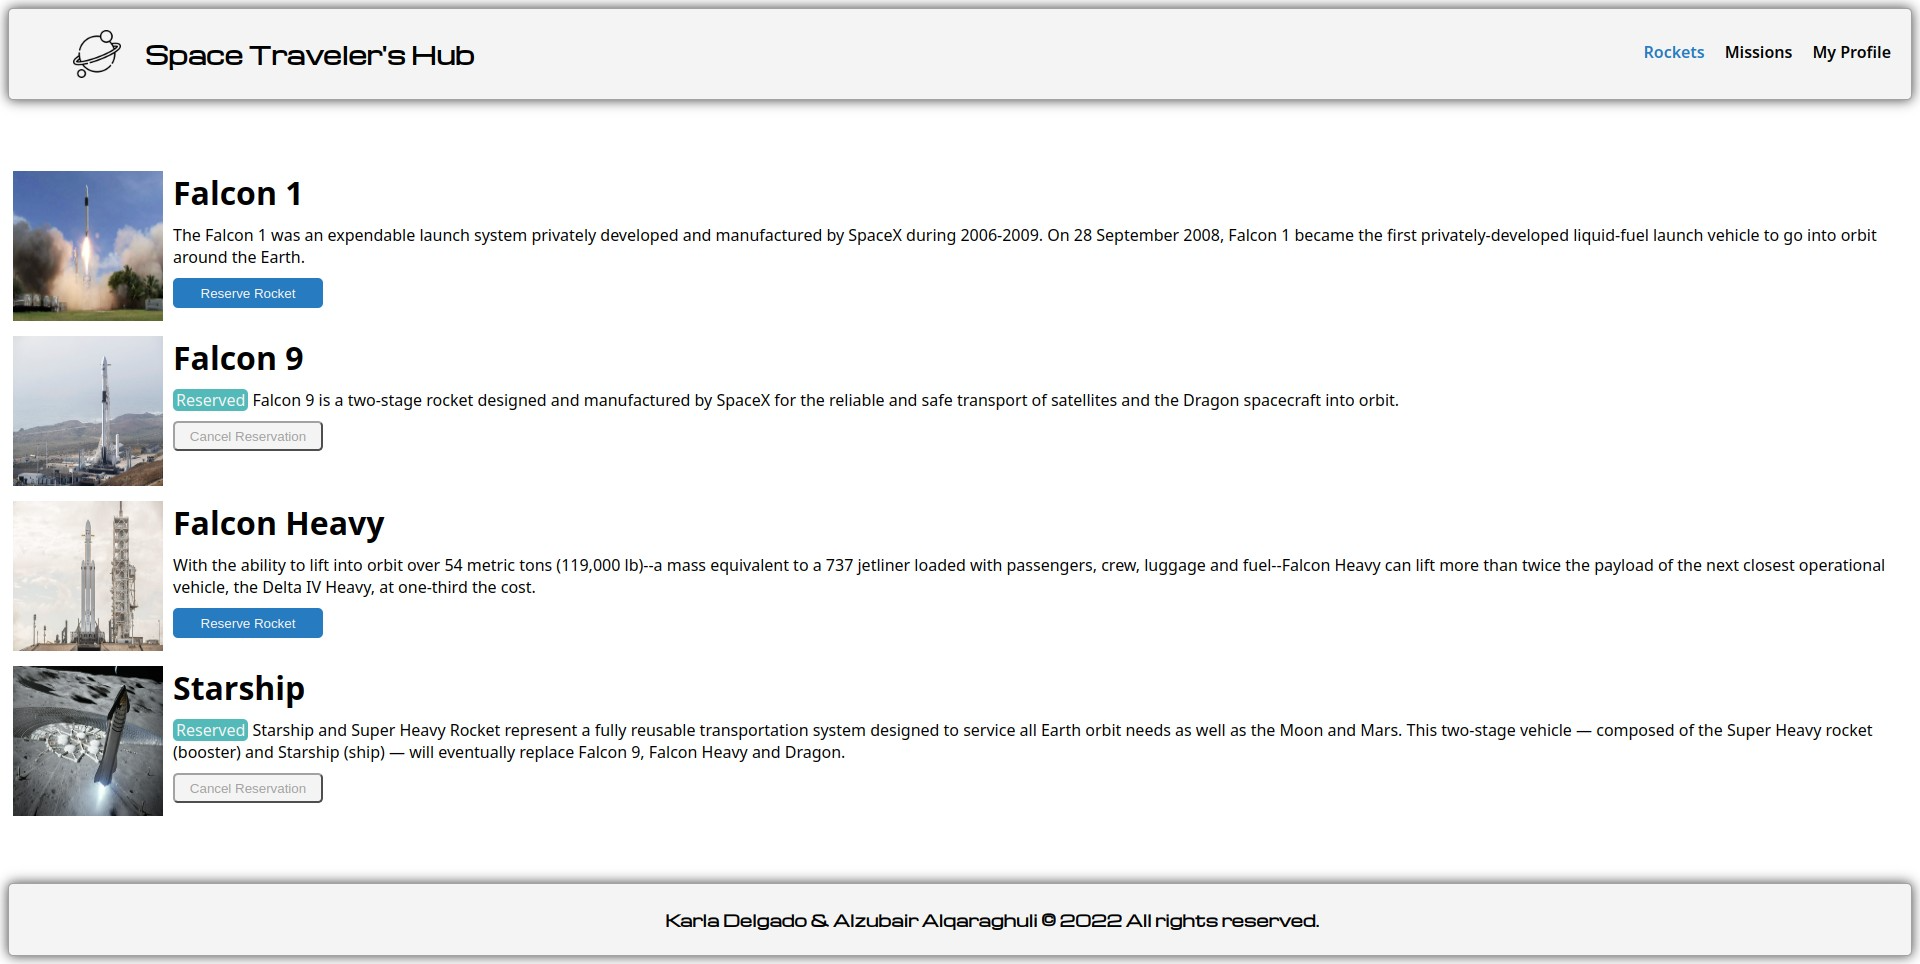 Space Traveler's Hub
Rockets Missions My Profile
Falcon 1
The Falcon 1 was an expendable launch system privately developed and manufactured by SpaceX during 2006-2009. On 28 September 2008, Falcon 1 became the first privately-developed liquid-fuel launch vehicle to go into orbit
around the Earth.
Reserve Rocket
Falcon 9
Reserved Falcon 9 is a two-stage rocket designed and manufactured by SpaceX for the reliable and safe transport of satellites and the Dragon spacecraft into orbit.
Cancel Reservation
Falcon Heavy
With the ability to lift into orbit over 54 metric tons (119,000 lb)--a mass equivalent to a 737 jetliner loaded with passengers, crew, luggage and fuel--Falcon Heavy can lift more than twice the payload of the next closest operational
vehicle, the Delta IV Heavy, at one-third the cost.
Reserve Rocket
Starship
Reserved Starship and Super Heavy Rocket represent a fully reusable transportation system designed to service all Earth orbit needs as well as the Moon and Mars. This two-stage vehicle — composed of the Super Heavy rocket
(booster) and Starship (ship) — will eventually replace Falcon 9, Falcon Heavy and Dragon.
Cancel Reservation
Karla Delgado & Alzubair Alqaraghuli © 2022 All rights reserved.